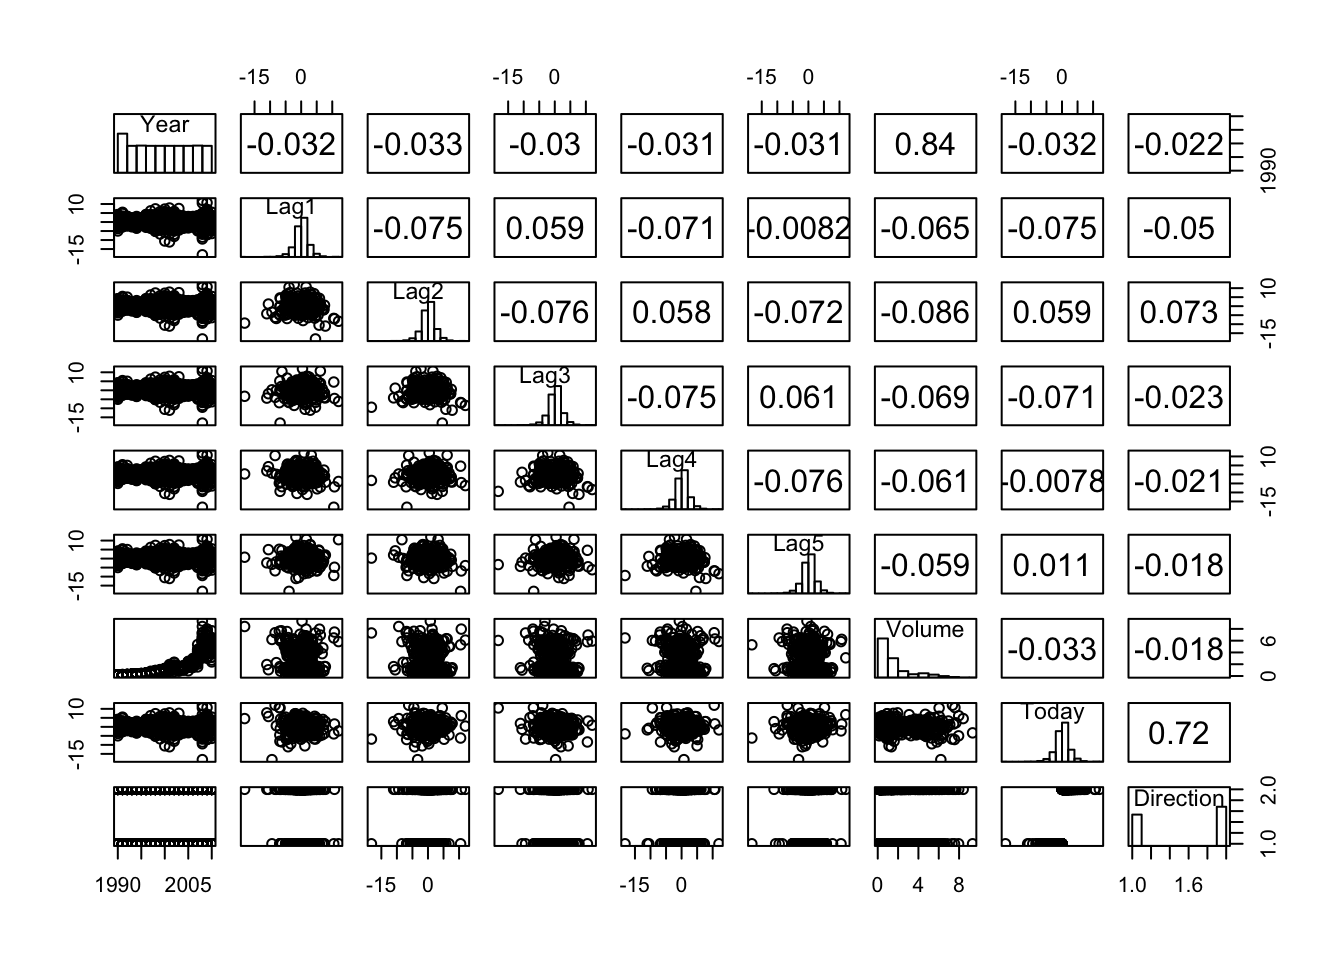 -15 0 -15 0 -15 0 -15 0
Year -0.032 -0.033 -0.03 -0.031 -0.031 0.84 -0.032 -0.022 1990
-15 10 Lag1 -0.075 0.059 -0.071 -0.0082 -0.065 -0.075 -0.05
Lag2 -0.076 0.058 -0.072 -0.086 0.059 0.073 -15 10
-15 10 Lag3 -0.075 0.061 -0.069 -0.071 -0.023
Lag4 -0.076 -0.061 -0.0078 -0.021 -15 10
-15 10 Lag5 -0.059 0.011 -0.018
Volume -0.033 -0.018 0 6
-15 10 Today 0.72
Direction 1.0 2.0
1990 2005 -15 0 -15 0 0 4 8 1.0 1.6